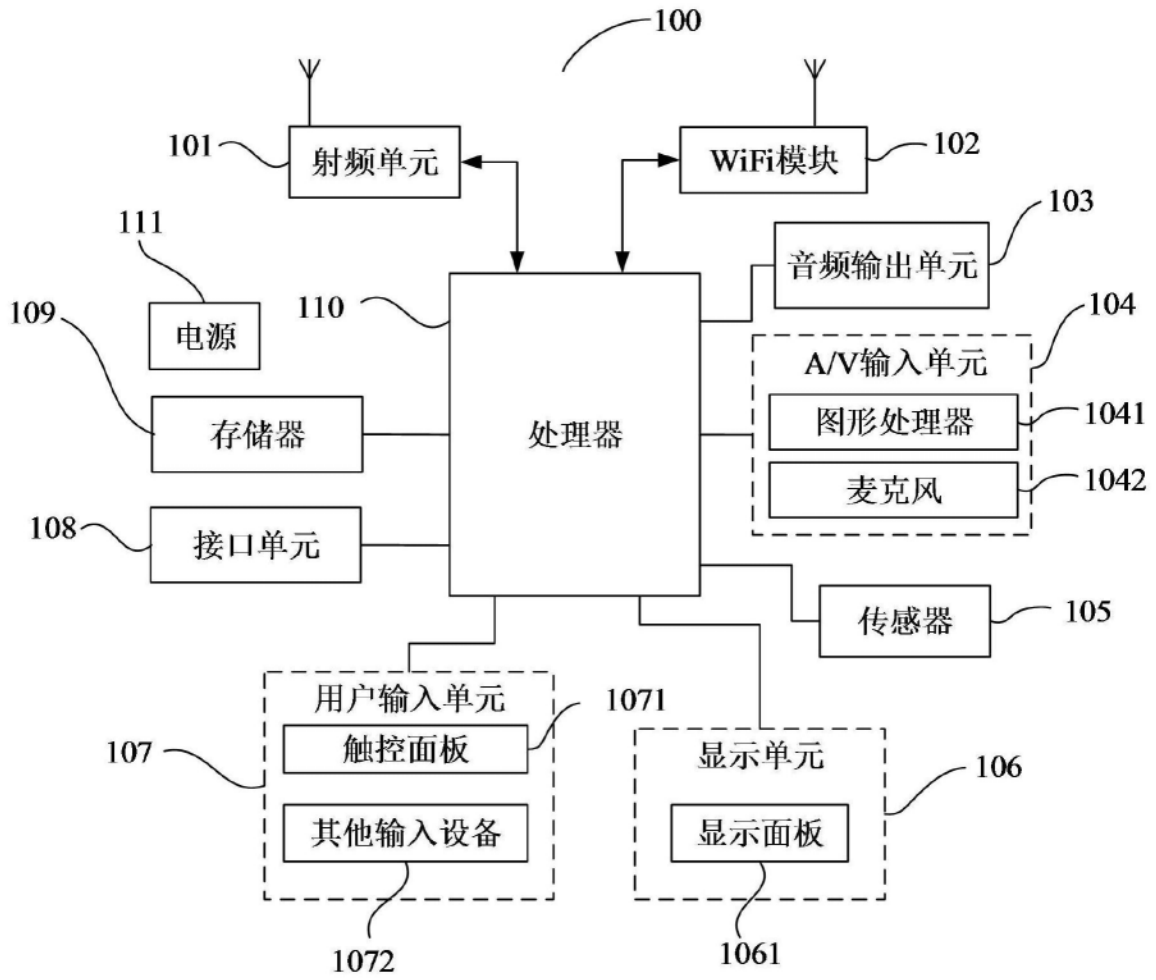 100
101
射频单元
WiFi模块
102
103
音频输出单元
111
电源
110
109
104
A/V输入单元
存储器
处理器
图形处理器
1041
麦克风
1042
108
接口单元
传感器
105
用户输入单元
1071
107
触控面板
显示单元
106
其他输入设备
显示面板
1072
1061